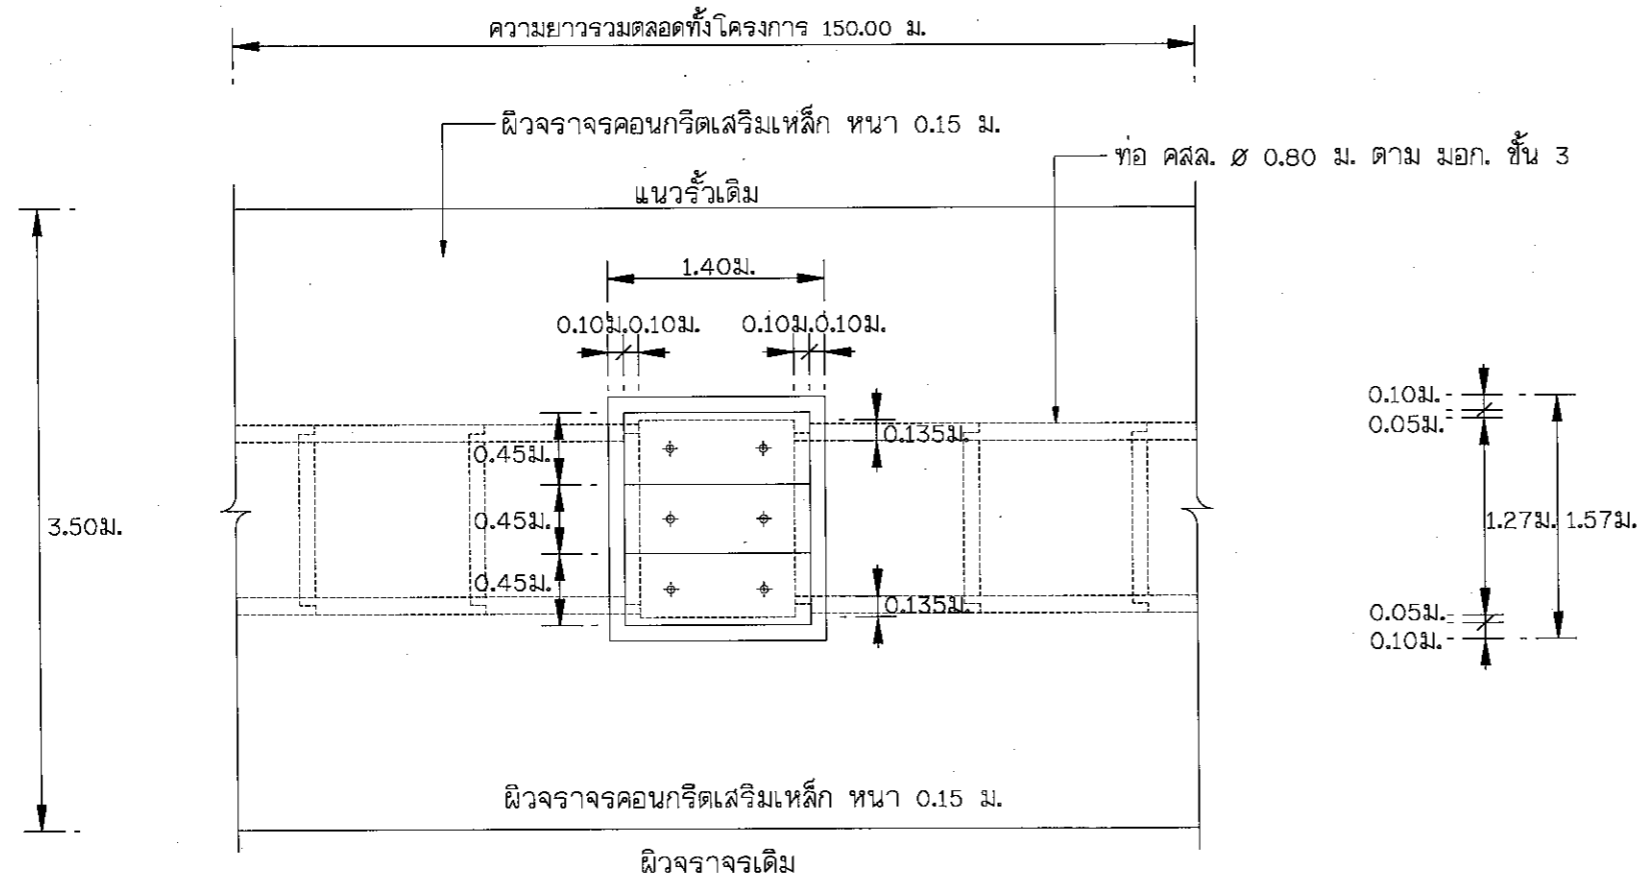 ความยาวรวมตลอดทั้งโครงการ 150.00 ม.
ผิวจราจรคอนกรีตเสริมเหล็ก หนา 0.15 ม.
ท่อ คสล. Ø 0.80 ม. ตาม มอก. ชั้น 3
แนวรั้วเดิม
1.40ม.
0.10ม.0.10ม. 0.10ม.0.10ม.
0.10ม.
0.05ม.
0.135ม.
0.45ม.
0.45ม.
3.50ม.
1.27ม. 1.57ม.
0.45ม.
0.135ม.
0.05ม.
0.10ม.
ผิวจราจรคอนกรีตเสริมเหล็ก หนา 0.15 ม.
ผิวจราจรเดิม